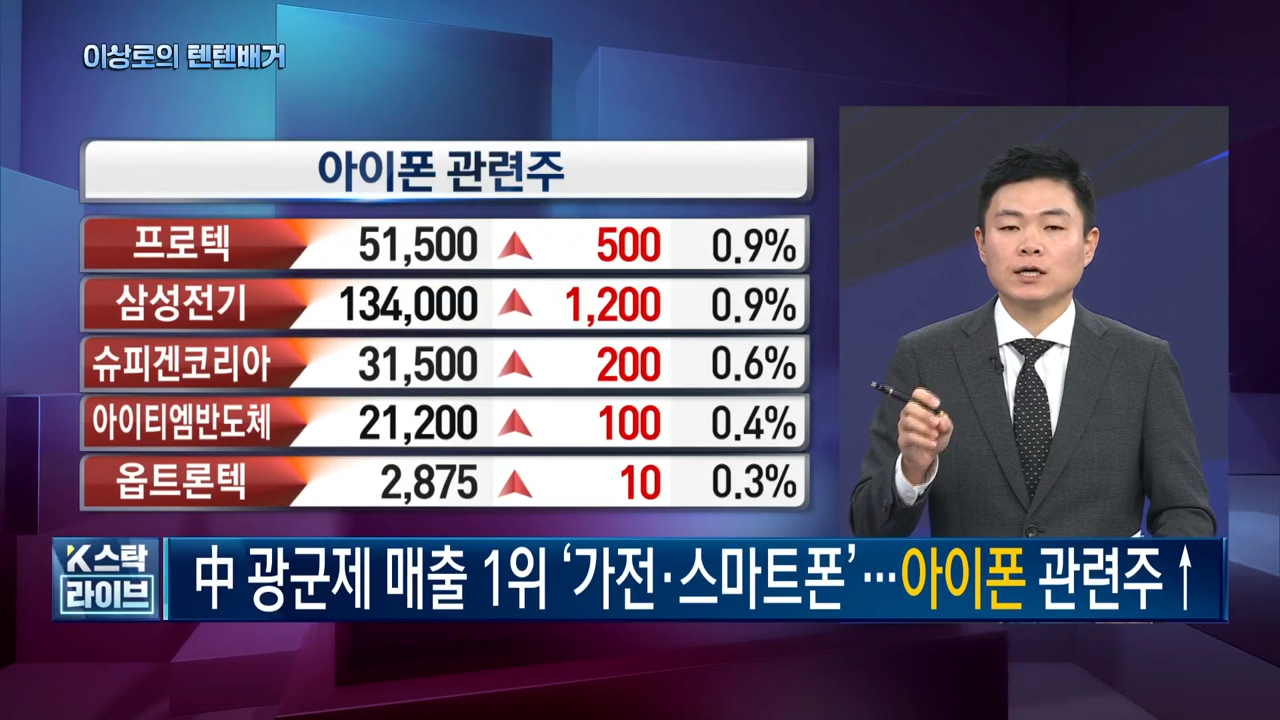 이상로의 텐텐배거
아이폰 관련주
프로텍 51,500 ▲ 500 0.9%
삼성전기 134,000 ▲ 1,200 0.9%
슈피겐코리아 31,500 ▲ 200 0.6%
아이티엠반도체 21,200 ▲ 100 0.4%
옵트론텍 2,875 ▲ 10 0.3%
K스탁
라이브
中 광군제 매출 1위 ‘가전·스마트폰’…아이폰 관련주↑